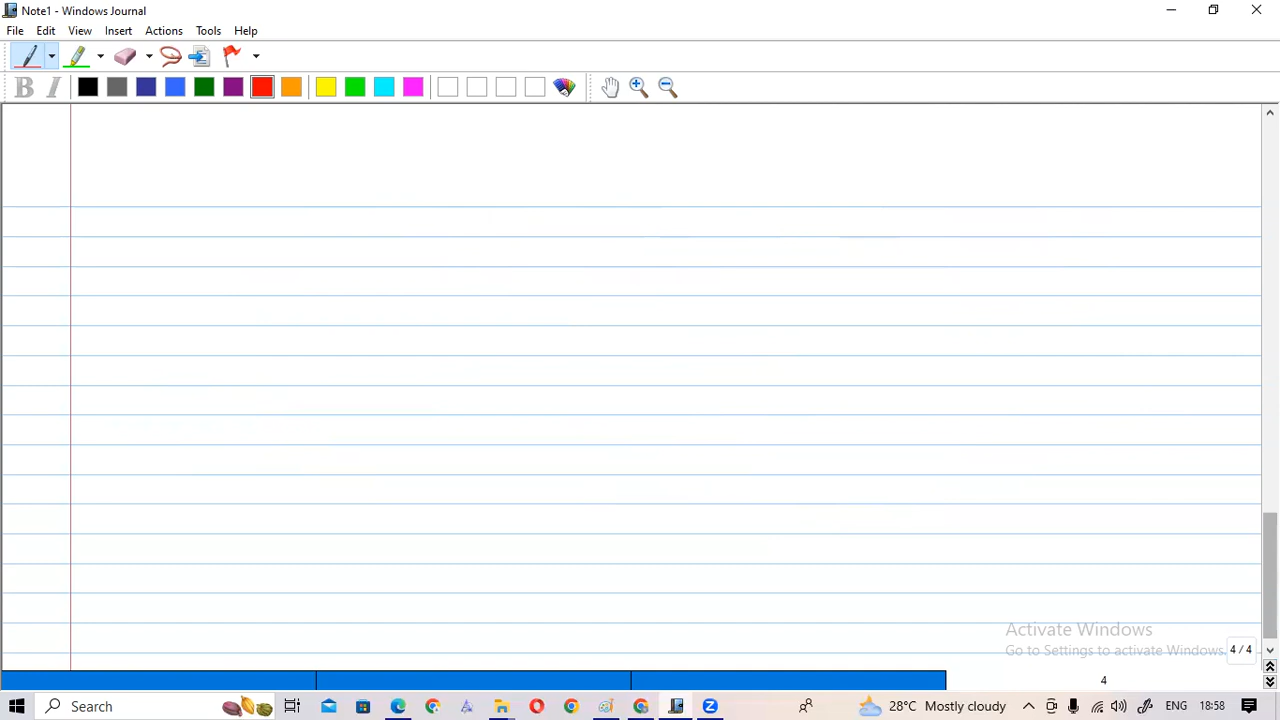 Note1 - Windows Journal
File Edit View Insert Actions Tools Help
B I
Activate Windows
Go to Settings to activate Windows.
4 / 4
4
Search
28°C Mostly cloudy
ENG
18:58